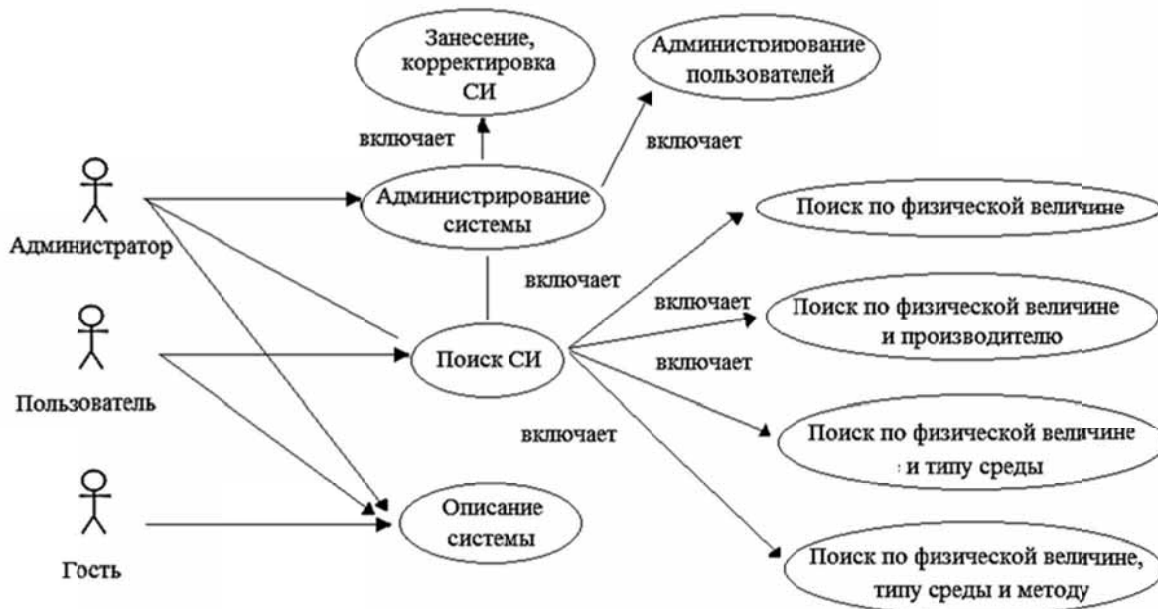 Занесение,
корректировка
СИ
Администрирование
пользователей
включает
включает
Администрирование
системы
Администратор
Поиск по физической величине
включает
включает
Поиск по физической величине
и производителю
Поиск СИ
включает
Пользователь
Поиск по физической величине
и типу среды
включает
Описание
системы
Гость
Поиск по физической величине,
типу среды и методу